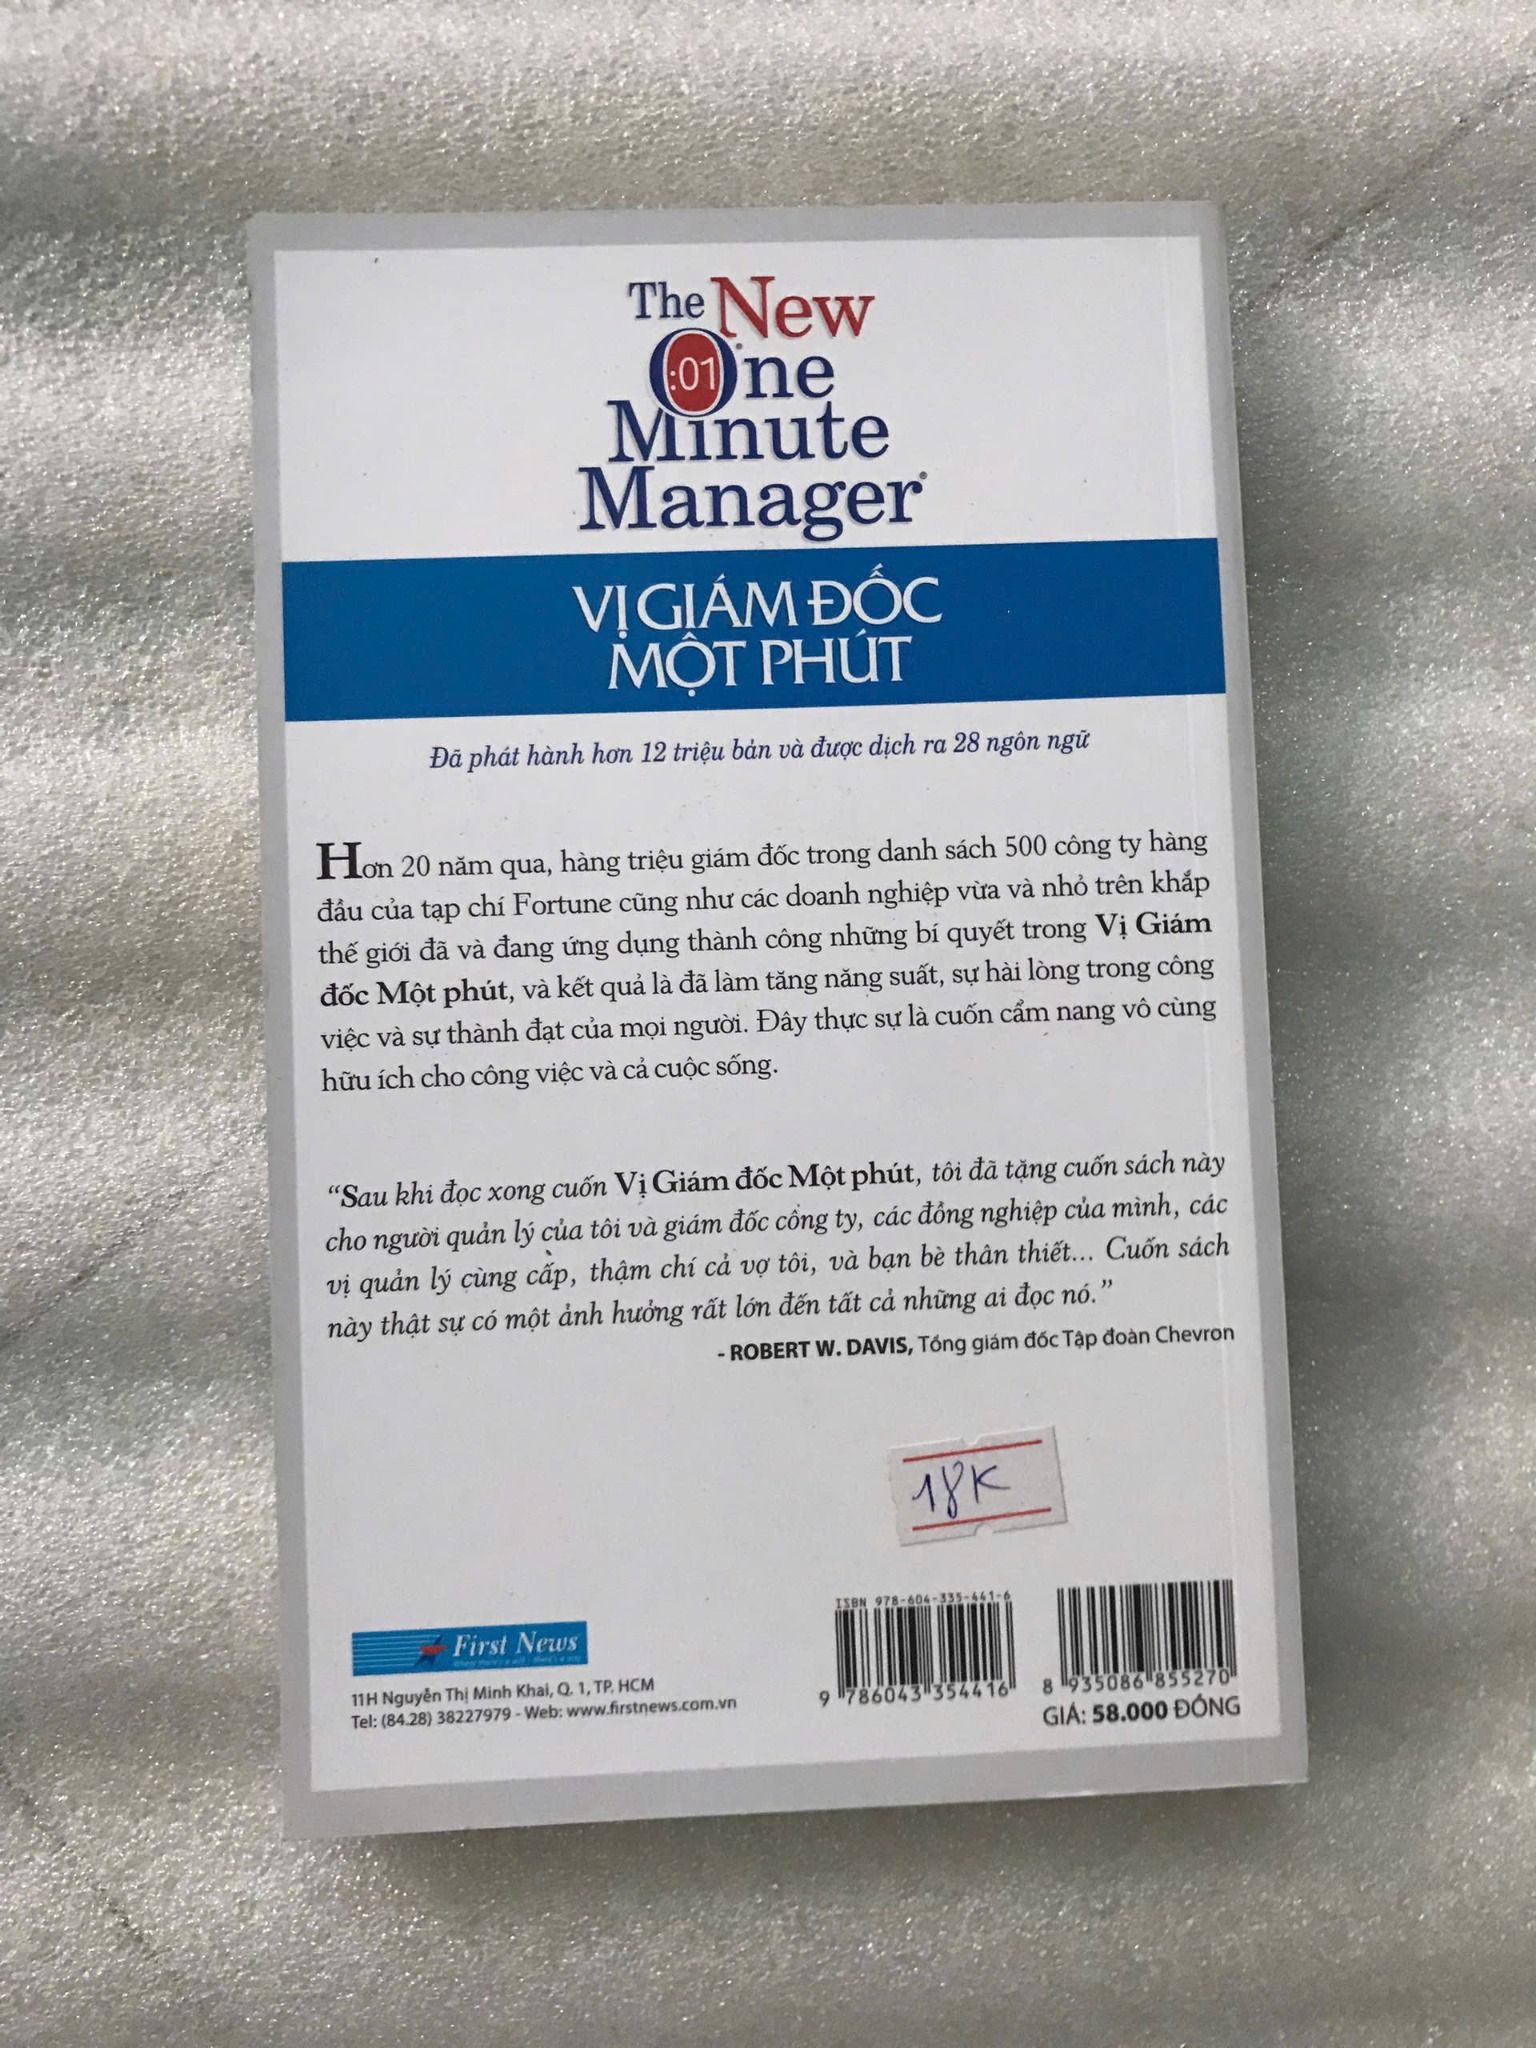 The New
One
:01
Minute
Manager®
VỊ GIÁM ĐỐC
MỘT PHÚT
Đã phát hành hơn 12 triệu bản và được dịch ra 28 ngôn ngữ
Hơn 20 năm qua, hàng triệu giám đốc trong danh sách 500 công ty hàng
đầu của tạp chí Fortune cũng như các doanh nghiệp vừa và nhỏ trên khắp
thế giới đã và đang ứng dụng thành công những bí quyết trong Vị Giám
đốc Một phút, và kết quả là đã làm tăng năng suất, sự hài lòng trong công
việc và sự thành đạt của mọi người. Đây thực sự là cuốn cẩm nang vô cùng
hữu ích cho công việc và cả cuộc sống.
“Sau khi đọc xong cuốn Vị Giám đốc Một phút, tôi đã tặng cuốn sách này
cho người quản lý của tôi và giám đốc công ty, các đồng nghiệp của mình, các
vị quản lý cùng cấp, thậm chí cả vợ tôi, và bạn bè thân thiết... Cuốn sách
này thật sự có một ảnh hưởng rất lớn đến tất cả những ai đọc nó.”
- ROBERT W. DAVIS, Tổng giám đốc Tập đoàn Chevron
18K
First News
11H Nguyễn Thị Minh Khai, Q. 1, TP. HCM
Tel: (84.28) 38227979 - Web: www.firstnews.com.vn
ISBN 978-604-335-441-6
9 786043 354416
8 935086 855270
GIÁ: 58.000 ĐỒNG